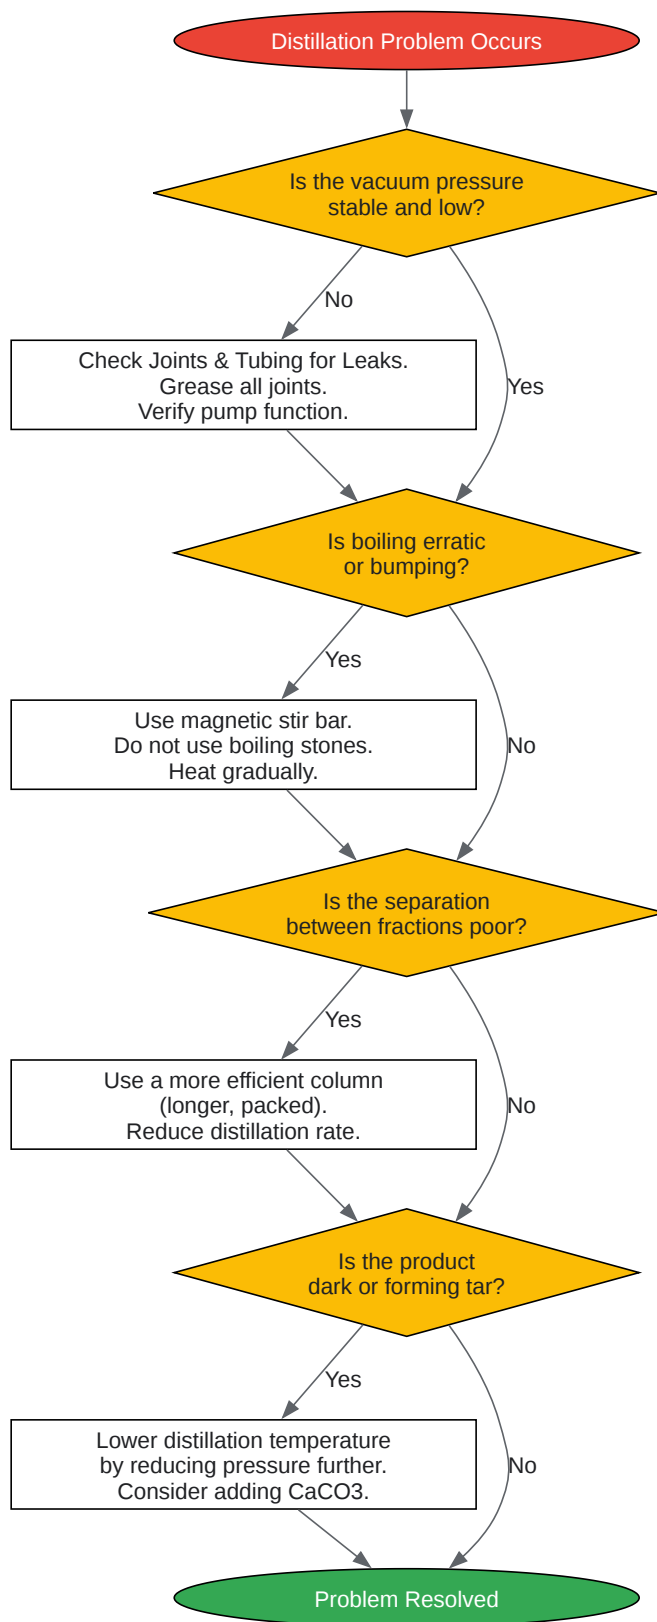 Distillation Problem Occurs
Is the vacuum pressure
stable and low?
No
Check Joints & Tubing for Leaks.
Grease all joints.
Verify pump function.
Yes
Is boiling erratic
or bumping?
Yes
Use magnetic stir bar.
Do not use boiling stones.
Heat gradually.
No
Is the separation
between fractions poor?
Yes
Use a more efficient column
(longer, packed).
Reduce distillation rate.
No
Is the product
dark or forming tar?
Yes
Lower distillation temperature
by reducing pressure further.
Consider adding CaCO3.
No
Problem Resolved